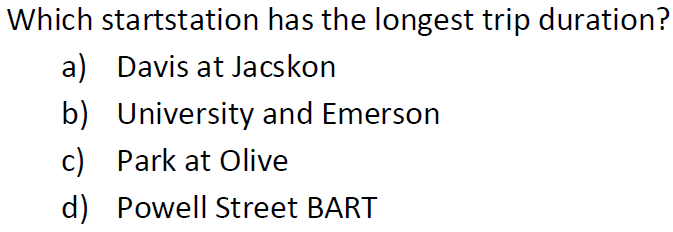 Which startstation has the longest trip duration?
a) Davis at Jacskon
b) University and Emerson
c) Park at Olive
d) Powell Street BART